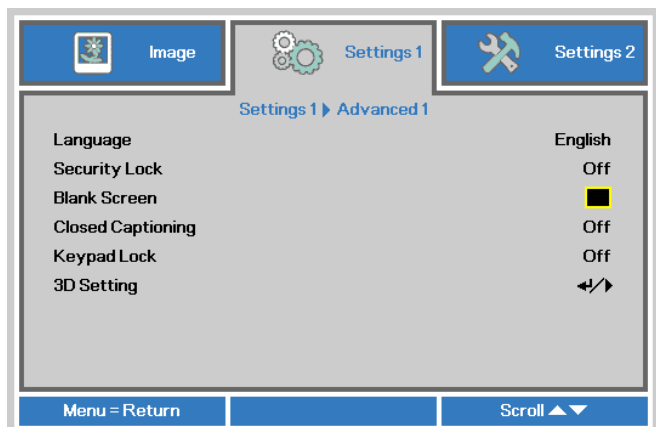 Image Settings 1 Settings 2
Settings 1 ▶ Advanced 1
Language English
Security Lock Off
Blank Screen
Closed Captioning Off
Keypad Lock Off
3D Setting ↵/▶
Menu = Return Scroll ▲▼